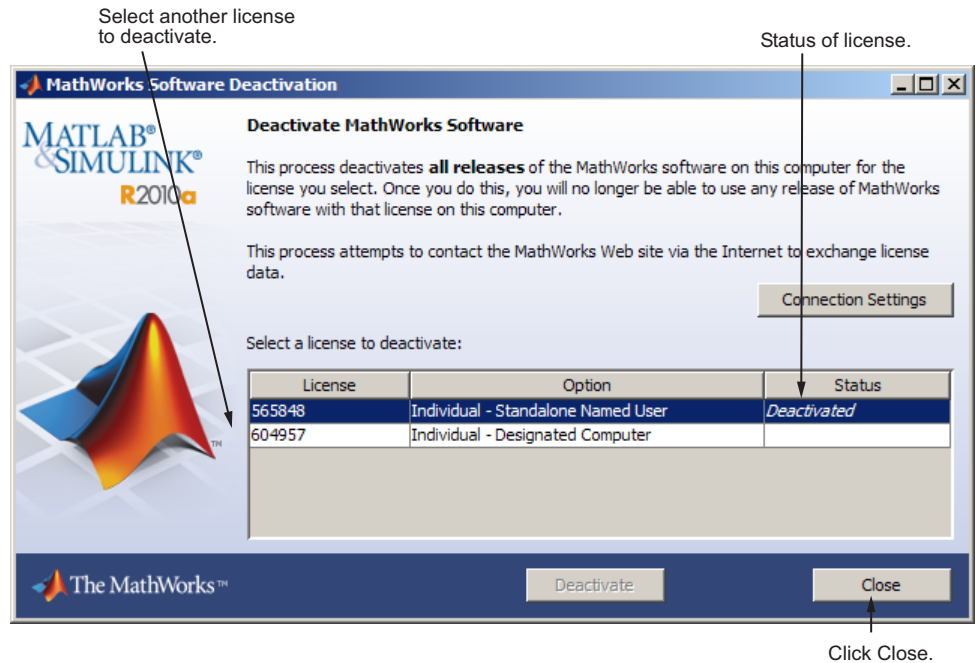 Select another license
to deactivate.
Status of license.
MathWorks Software Deactivation
MATLAB®
&SIMULINK®
R2010a
Deactivate MathWorks Software
This process deactivates all releases of the MathWorks software on this computer for the
license you select. Once you do this, you will no longer be able to use any release of MathWorks
software with that license on this computer.
This process attempts to contact the MathWorks Web site via the Internet to exchange license
data.
Connection Settings
Select a license to deactivate:
License Option Status
565848 Individual - Standalone Named User Deactivated
604957 Individual - Designated Computer
TM
The MathWorks™
Deactivate
Close
Click Close.